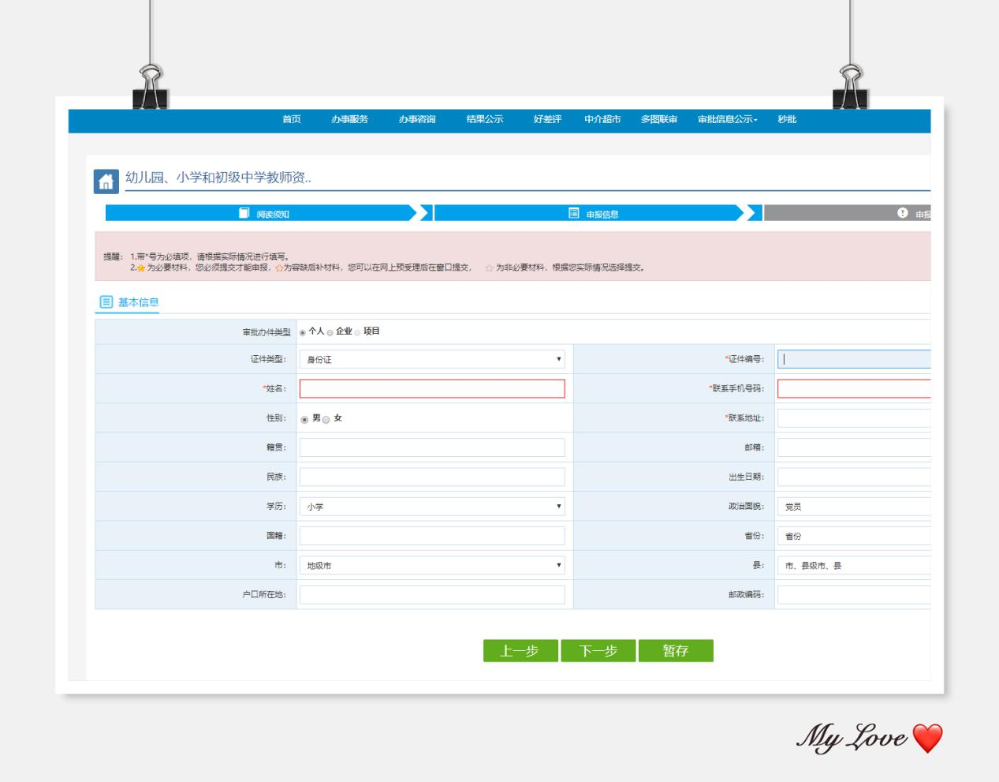 首页 办事服务 办事咨询 结果公示 好差评 中介超市 多图联审 审批信息公示 秒批
幼儿园、小学和初级中学教师资..
阅读须知 申报信息 申报
提醒： 1.带*号为必填项，请根据实际情况进行填写。
2.为必要材料，您必须提交才能申报，为容缺后补材料，您可以在网上预受理后在窗口提交， 为非必要材料，根据您实际情况选择提交。
基本信息
审批办件类型 个人 企业 项目
证件类型： 身份证 *证件编号：
*姓名： *联系手机号码：
性别： 男 女 *联系地址：
籍贯： 邮箱：
民族： 出生日期：
学历： 小学 政治面貌： 党员
国籍： 省份： 省份
市： 地级市 县： 市、县级市、县
户口所在地： 邮政编码：
上一步 下一步 暂存
My Love